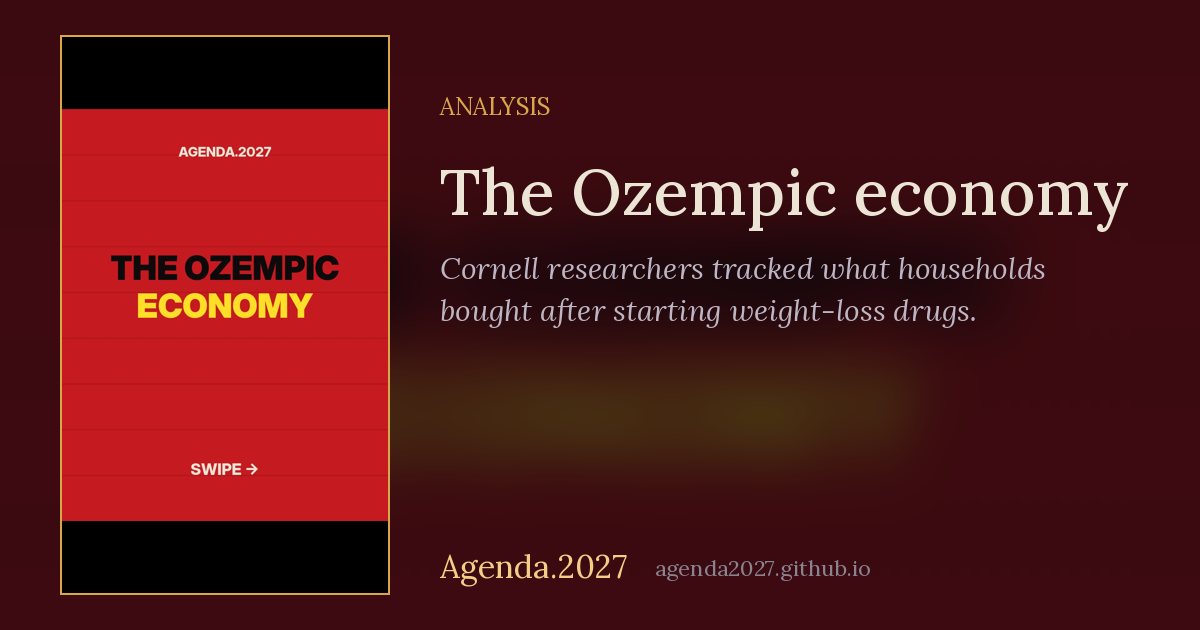 AGENDA.2027
THE OZEMPIC
ECONOMY
SWIPE →
ANALYSIS
The Ozempic economy
Cornell researchers tracked what households
bought after starting weight-loss drugs.
Agenda.2027
agenda2027.github.io